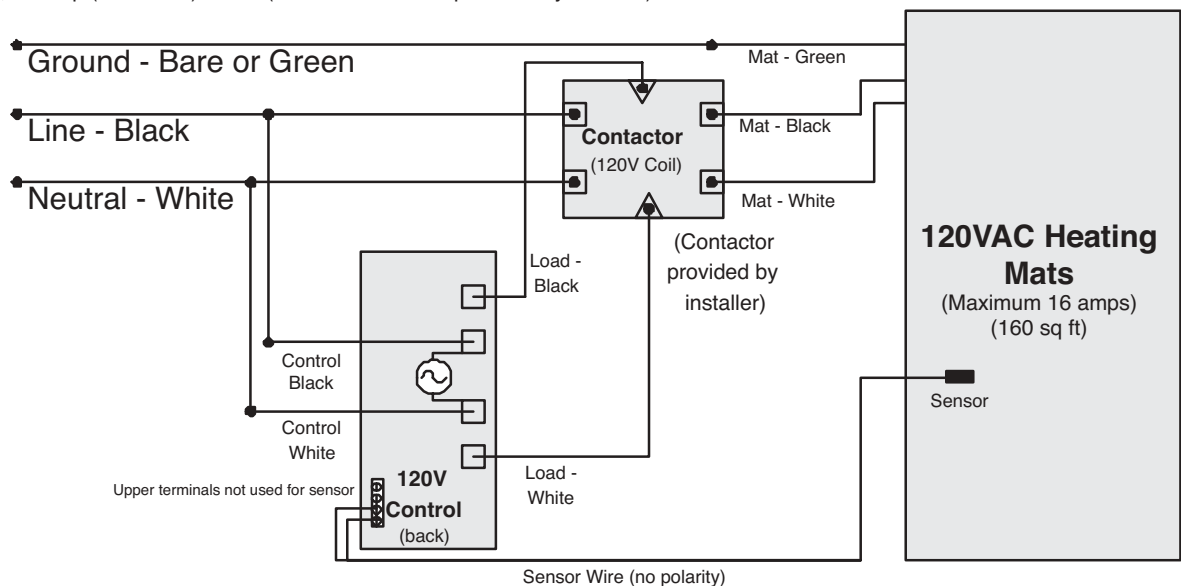 Ground - Bare or Green
Mat - Green
Line - Black
Contactor
(120V Coil)
Mat - Black
Neutral - White
Mat - White
(Contactor
provided by
installer)
120VAC Heating
Mats
(Maximum 16 amps)
(160 sq ft)
Load -
Black
Control
Black
Sensor
Control
White
Load -
White
Upper terminals not used for sensor
120V
Control
(back)
Sensor Wire (no polarity)